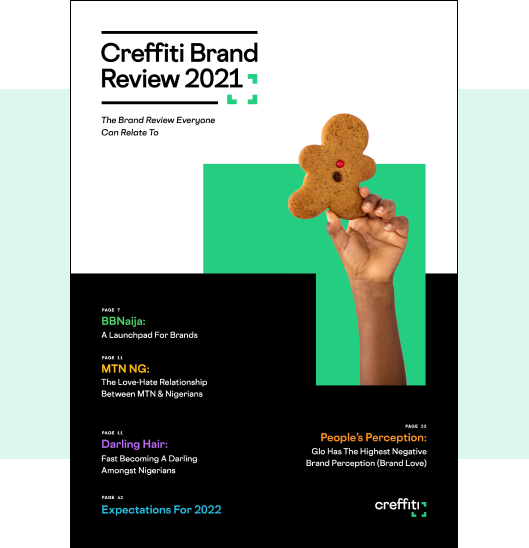 Creffiti Brand
Review 2021
The Brand Review Everyone
Can Relate To
PAGE 7
BBNaija:
A Launchpad For Brands
PAGE 11
MTN NG:
The Love-Hate Relationship
Between MTN & Nigerians
PAGE 11
Darling Hair:
Fast Becoming A Darling
Amongst Nigerians
PAGE 42
Expectations For 2022
PAGE 23
People's Perception:
Glo Has The Highest Negative
Brand Perception (Brand Love)
creffiti